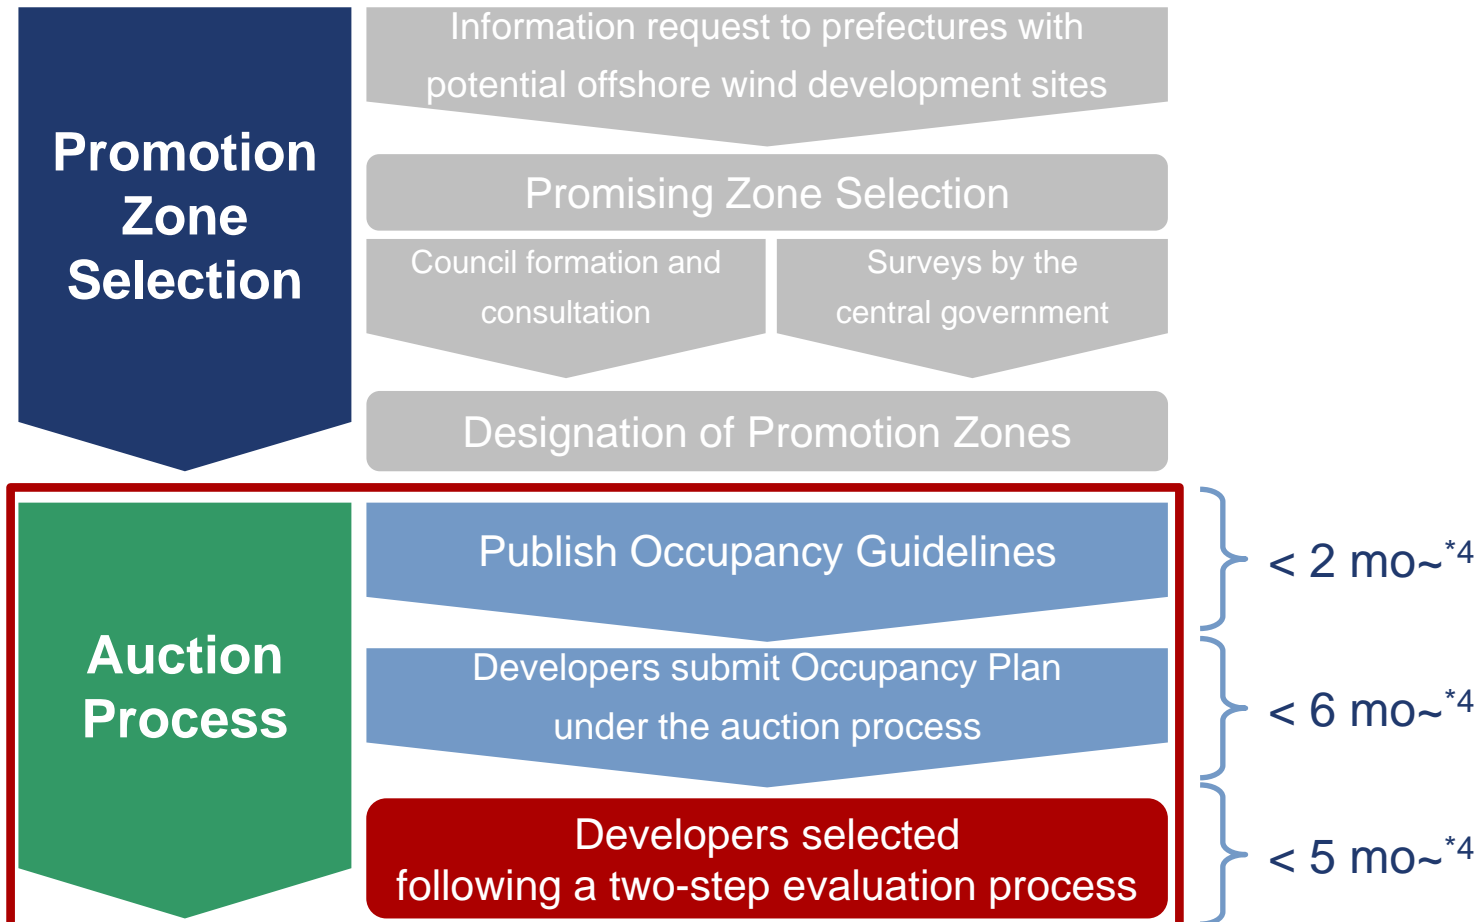 Promotion
Zone
Selection
Information request to prefectures with
potential offshore wind development sites
Promising Zone Selection
Council formation and
consultation
Surveys by the
central government
Designation of Promotion Zones
Auction
Process
Publish Occupancy Guidelines
< 2 mo~*4
Developers submit Occupancy Plan
under the auction process
< 6 mo~*4
Developers selected
following a two-step evaluation process
< 5 mo~*4